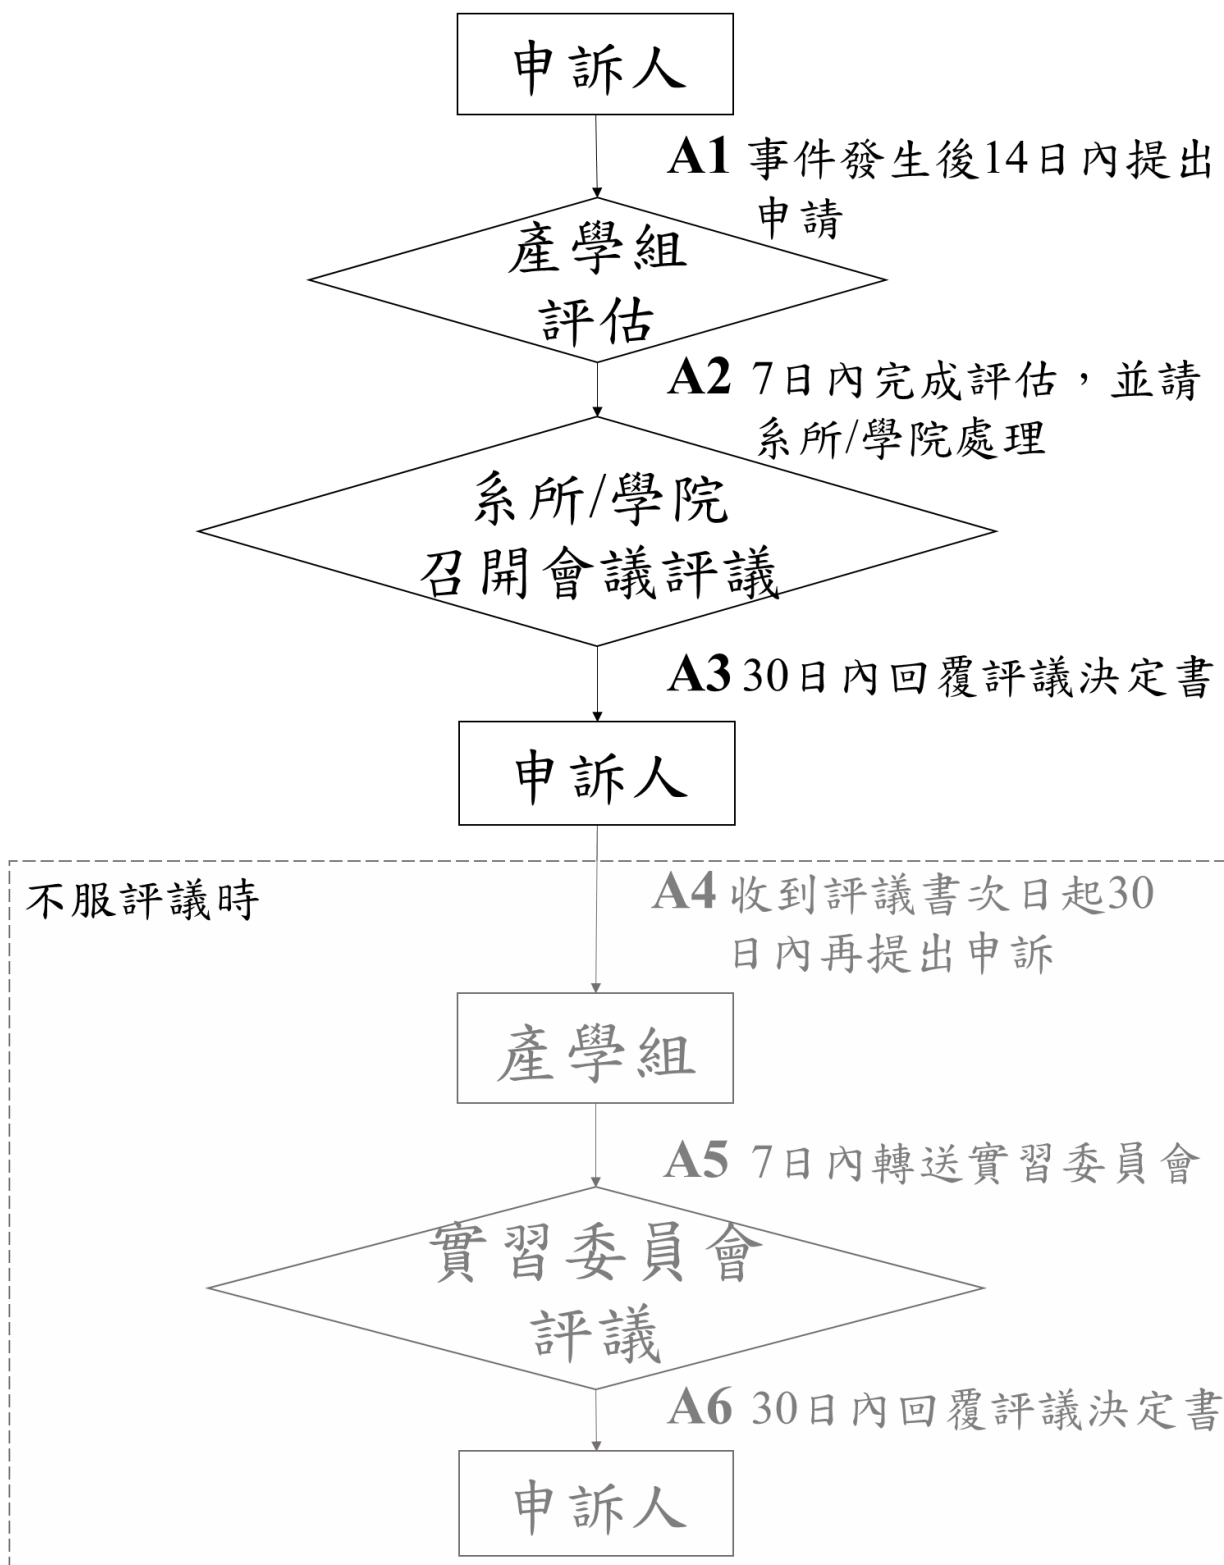 申訴人
A1 事件發生後14日內提出
申請
產學組
評估
A2 7日內完成評估，並請
系所/學院處理
系所/學院
召開會議評議
A3 30日內回覆評議決定書
申訴人
不服評議時
A4 收到評議書次日起30
日內再提出申訴
產學組
A5 7日內轉送實習委員會
實習委員會
評議
A6 30日內回覆評議決定書
申訴人